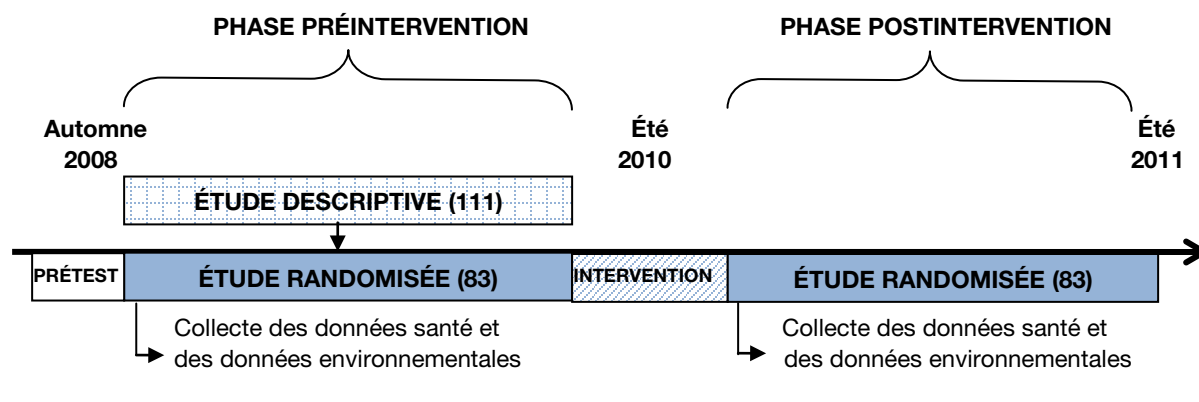 PHASE PRÉINTERVENTION
PHASE POSTINTERVENTION
Automne
2008
Été
2010
Été
2011
ÉTUDE DESCRIPTIVE (111)
PRÉTEST
ÉTUDE RANDOMISÉE (83)
INTERVENTION
ÉTUDE RANDOMISÉE (83)
Collecte des données santé et
des données environnementales
Collecte des données santé et
des données environnementales